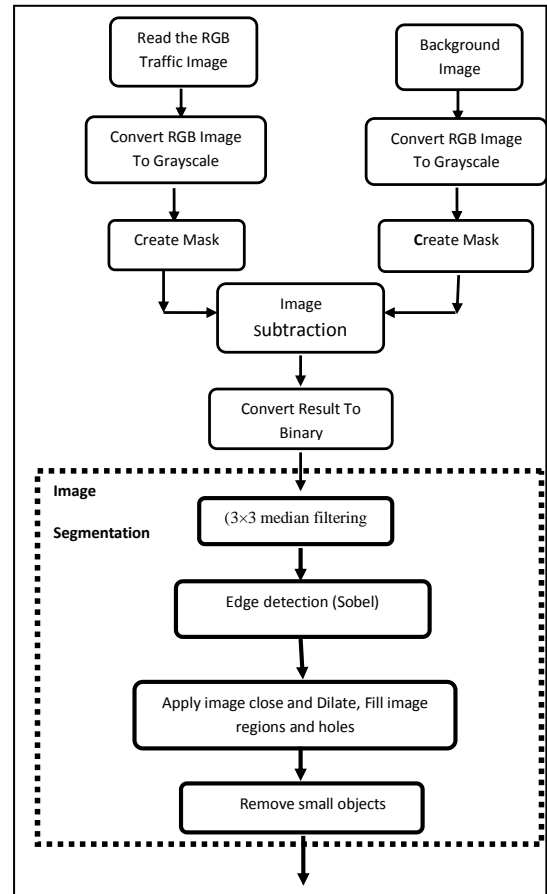 Read the RGB
Traffic Image
Background
Image
Convert RGB Image
To Grayscale
Convert RGB Image
To Grayscale
Create Mask
Create Mask
Image
subtraction
Convert Result To
Binary
Image
Segmentation
(3×3 median filtering
Edge detection (Sobel)
Apply image close and Dilate, Fill image
regions and holes
Remove small objects